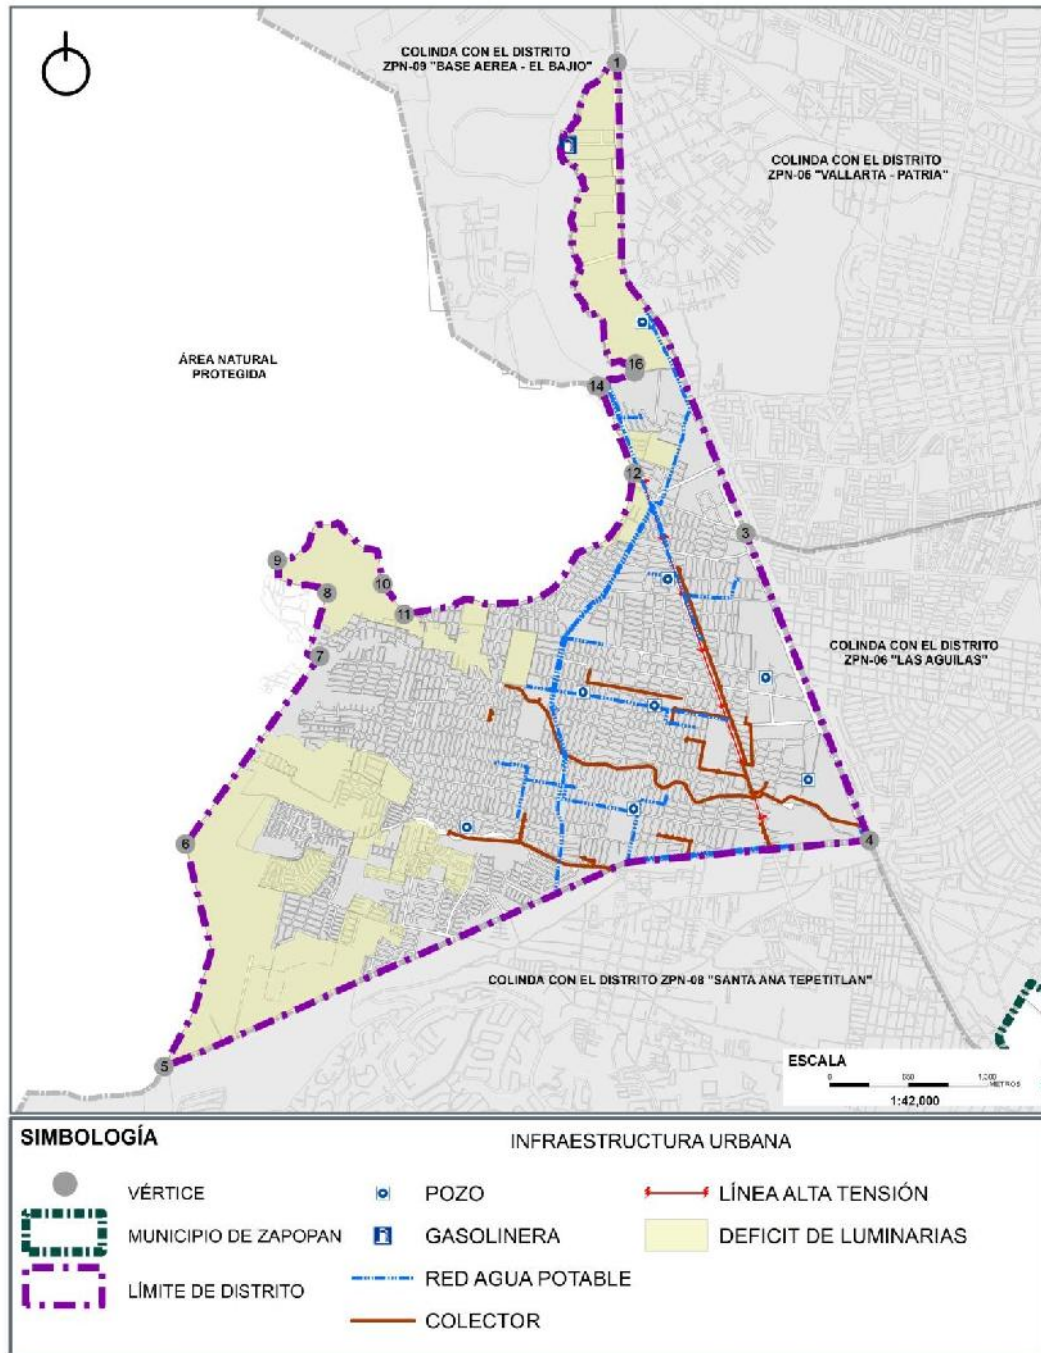 COLINDA CON EL DISTRITO
ZPN-09 "BASE AEREA - EL BAJIO"
1
COLINDA CON EL DISTRITO
ZPN-06 "VALLARTA - PATRIA"
ÁREA NATURAL
PROTEGIDA
16
14
12
3
9
10
8
11
7
COLINDA CON EL DISTRITO
ZPN-06 "LAS AGUILAS"
6
4
COLINDA CON EL DISTRITO ZPN-08 "SANTA ANA TEPETITLAN"
5
ESCALA
0
METROS
1:42,000
SIMBOLOGÍA
INFRAESTRUCTURA URBANA
VÉRTICE
POZO
LÍNEA ALTA TENSIÓN
MUNICIPIO DE ZAPOPAN
GASOLINERA
DEFICIT DE LUMINARIAS
LÍMITE DE DISTRITO
RED AGUA POTABLE
COLECTOR